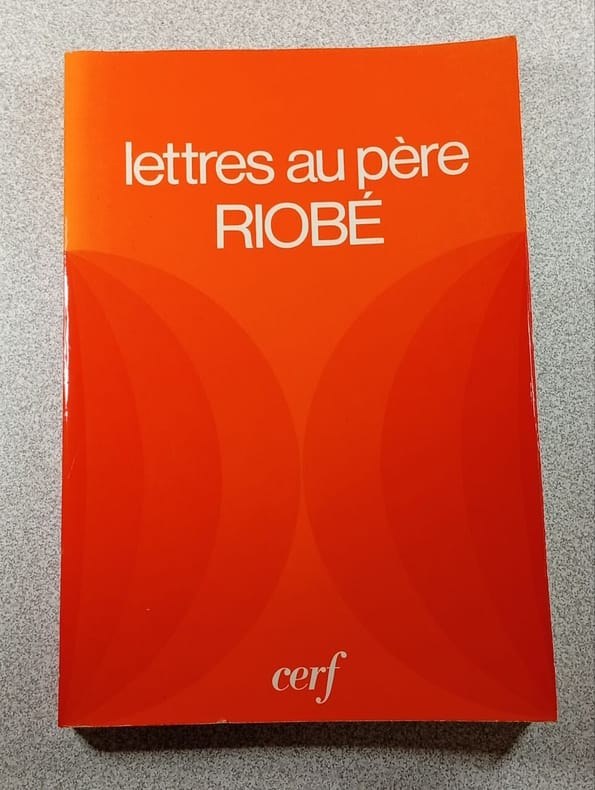 lettres au père
RIOBÉ
cerf